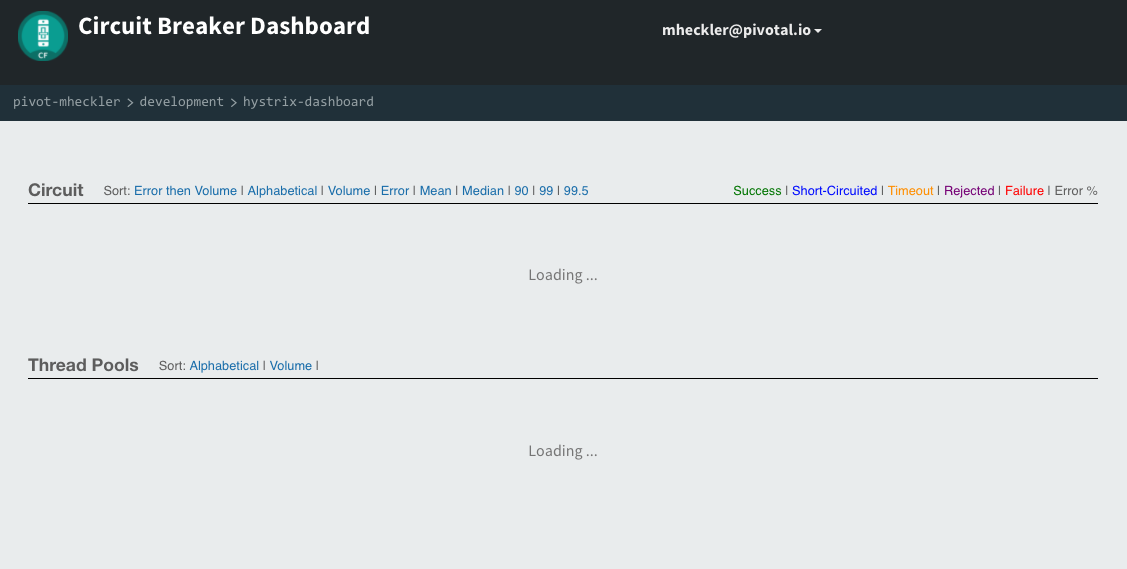 Circuit Breaker Dashboard
mheckler@pivotal.io
CF
pivot-mheckler > development > hystrix-dashboard
Circuit Sort: Error then Volume | Alphabetical | Volume | Error | Mean | Median | 90 | 99 | 99.5 Success | Short-Circuited | Timeout | Rejected | Failure | Error %
Loading ...
Thread Pools Sort: Alphabetical | Volume |
Loading ...